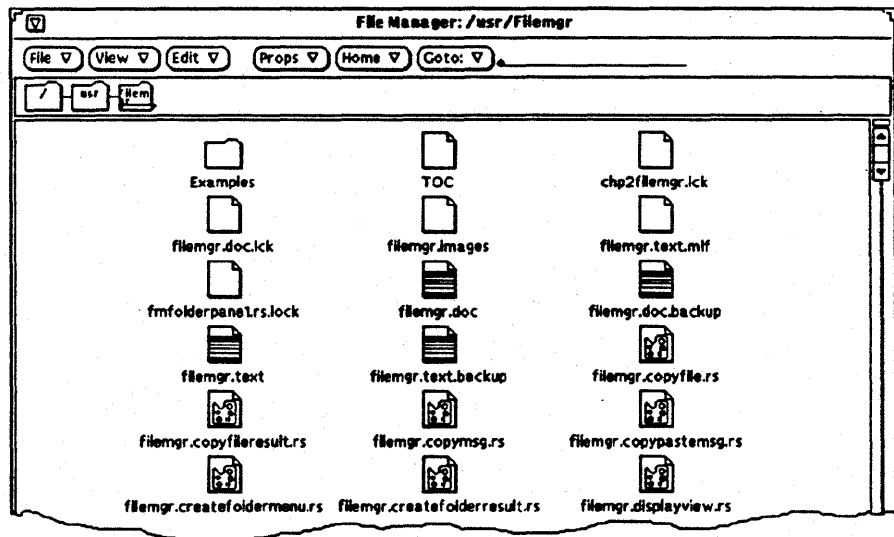 File Manager: /usr/Filemgr
File View Edit Props Home Goto:
/ usr filem
Examples TOC chp2filemgr.lck
filemgr.doc.lck filemgr.images filemgr.text.mif
fmfolderpane1.rs.lock filemgr.doc filemgr.doc.backup
filemgr.text filemgr.text.backup filemgr.copyfile.rs
filemgr.copyfileresult.rs filemgr.copymsg.rs filemgr.copypastemsg.rs
filemgr.createfoldermenu.rs filemgr.createfolderresult.rs filemgr.displayview.rs